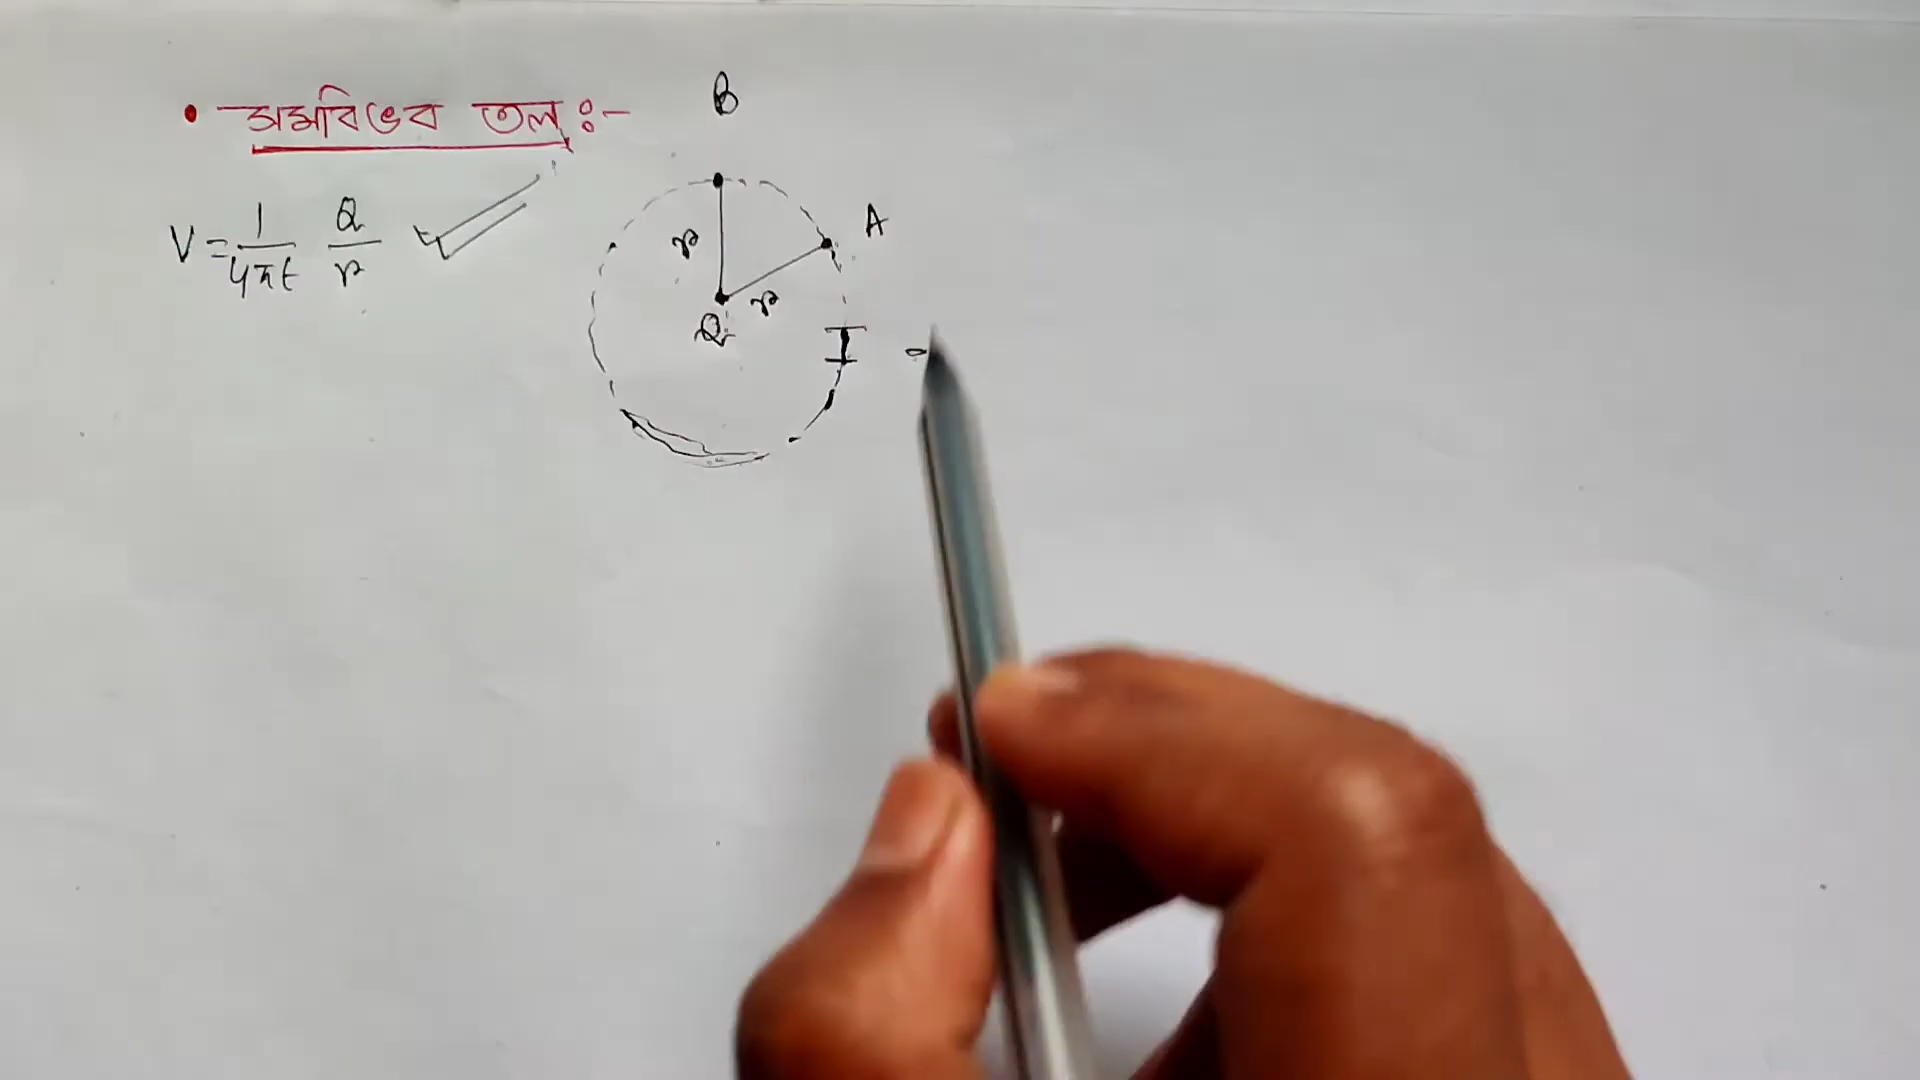 • সমবিভব তল :-
B
V = 1/4πε Q/r
A
r
r
Q